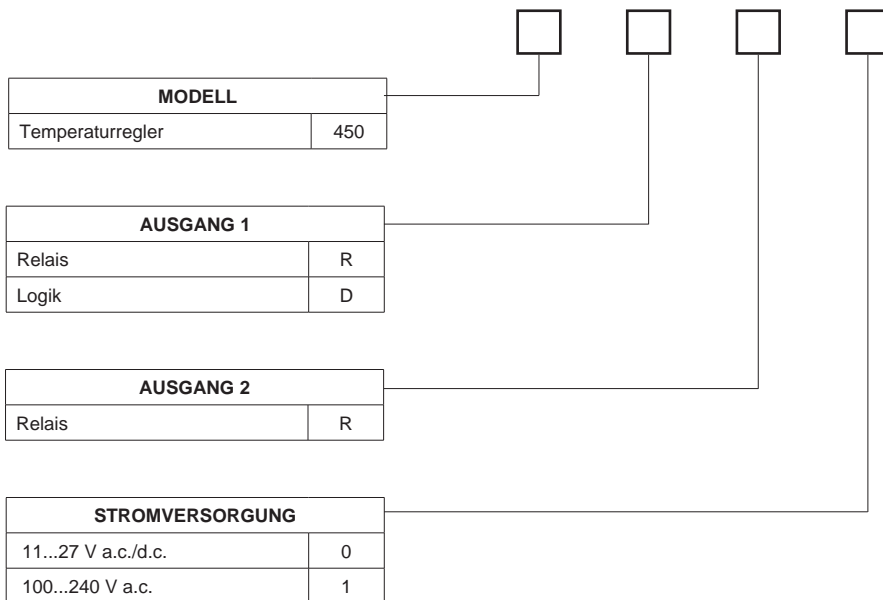 MODELL
Temperaturregler 450
AUSGANG 1
Relais R
Logik D
AUSGANG 2
Relais R
STROMVERSORGUNG
11...27 V a.c./d.c. 0
100...240 V a.c. 1